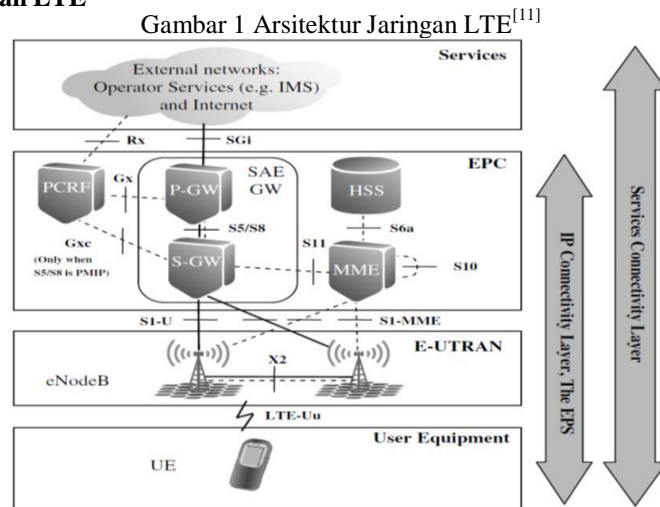 an LTE
Gambar 1 Arsitektur Jaringan LTE[11]
Services
External networks:
Operator Services (e.g. IMS)
and Internet
Rx
SGi
EPC
SAE
GW
PCRF
Gx
P-GW
HSS
S5/S8
S6a
Gxc
(Only when
S5/S8 is PMIP)
S-GW
S11
MME
S10
S1-U
S1-MME
E-UTRAN
X2
eNodeB
LTE-Uu
User Equipment
UE
IP Connectivity Layer, The EPS
Services Connectivity Layer